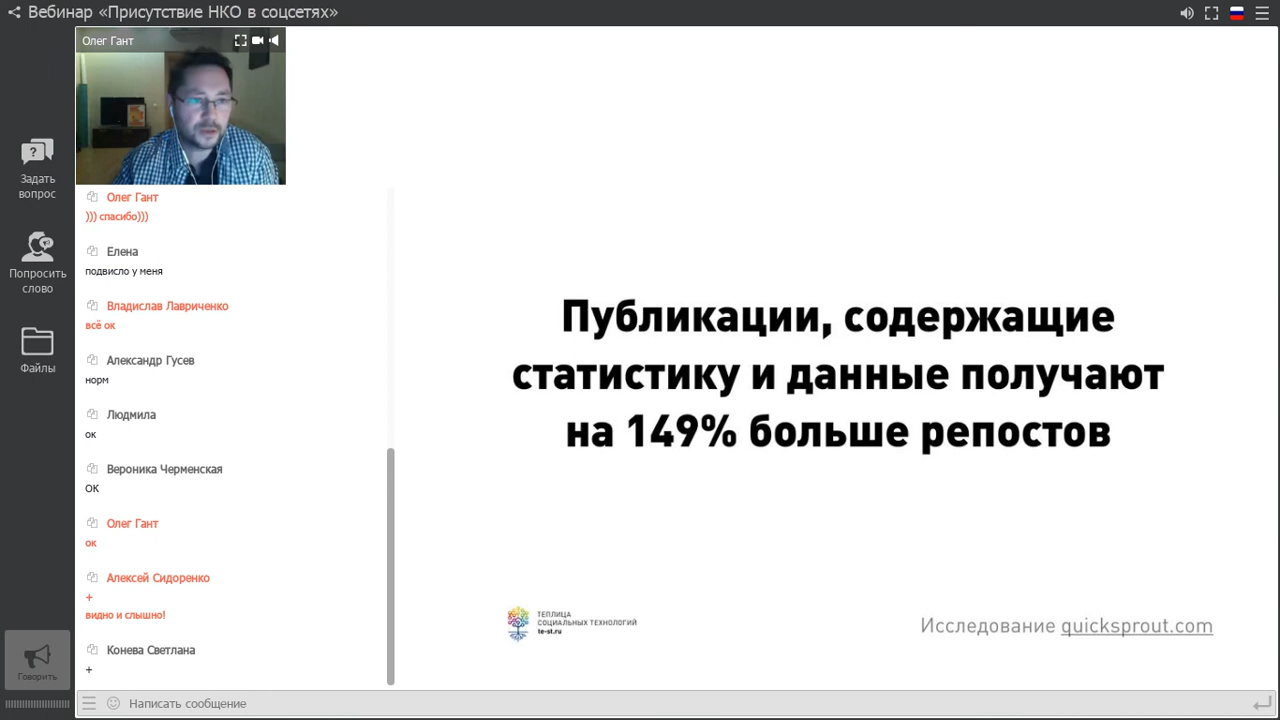 Вебинар «Присутствие НКО в соцсетях»
Олег Гант
Задать
вопрос
Попросить
слово
Файлы
Говорить
Олег Гант
))) спасибо)))
Елена
подвисло у меня
Владислав Лавриченко
всё ок
Александр Гусев
норм
Людмила
ок
Вероника Черменская
ОК
Олег Гант
ок
Алексей Сидоренко
+
видно и слышно!
Конева Светлана
+
Написать сообщение
Публикации, содержащие
статистику и данные получают
на 149% больше репостов
ТЕПЛИЦА
СОЦИАЛЬНЫХ ТЕХНОЛОГИЙ
te-st.ru
Исследование quicksprout.com